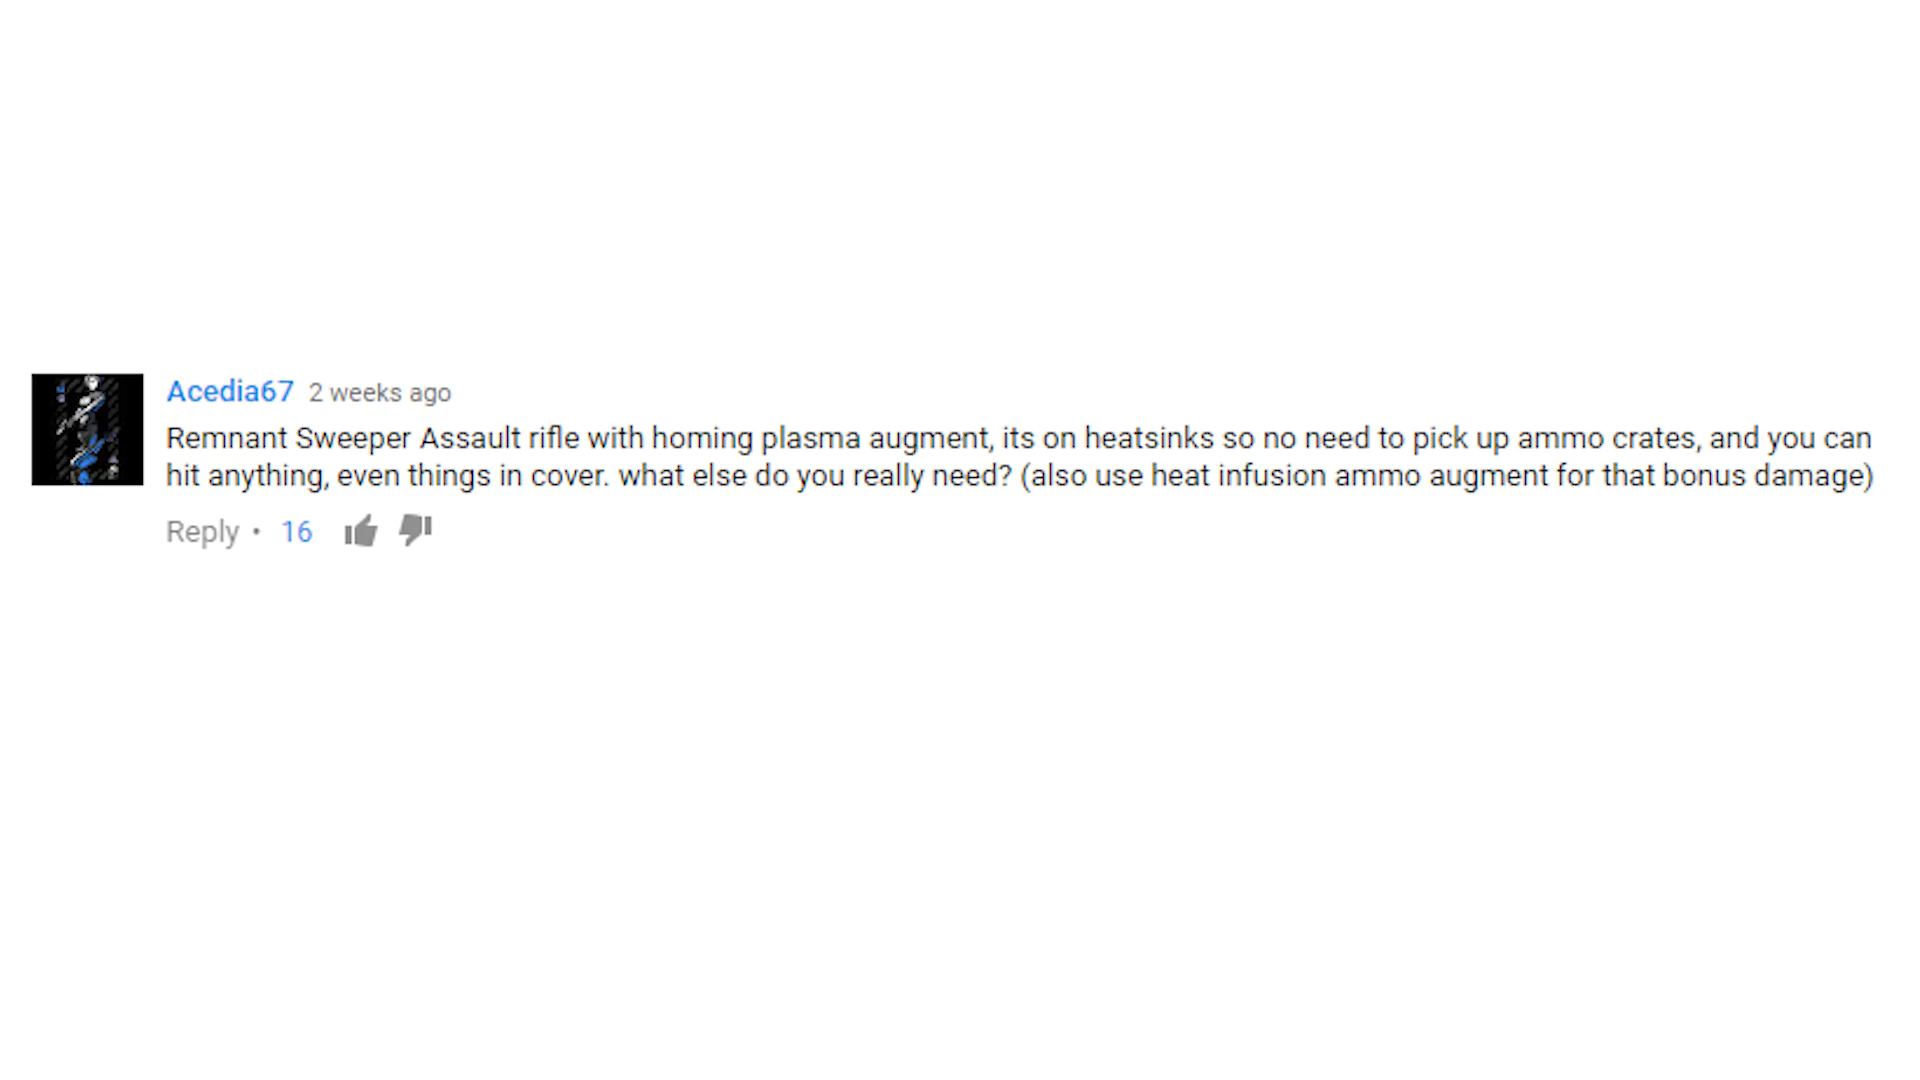 Acedia67 2 weeks ago
Remnant Sweeper Assault rifle with homing plasma augment, its on heatsinks so no need to pick up ammo crates, and you can
hit anything, even things in cover. what else do you really need? (also use heat infusion ammo augment for that bonus damage)
Reply • 16